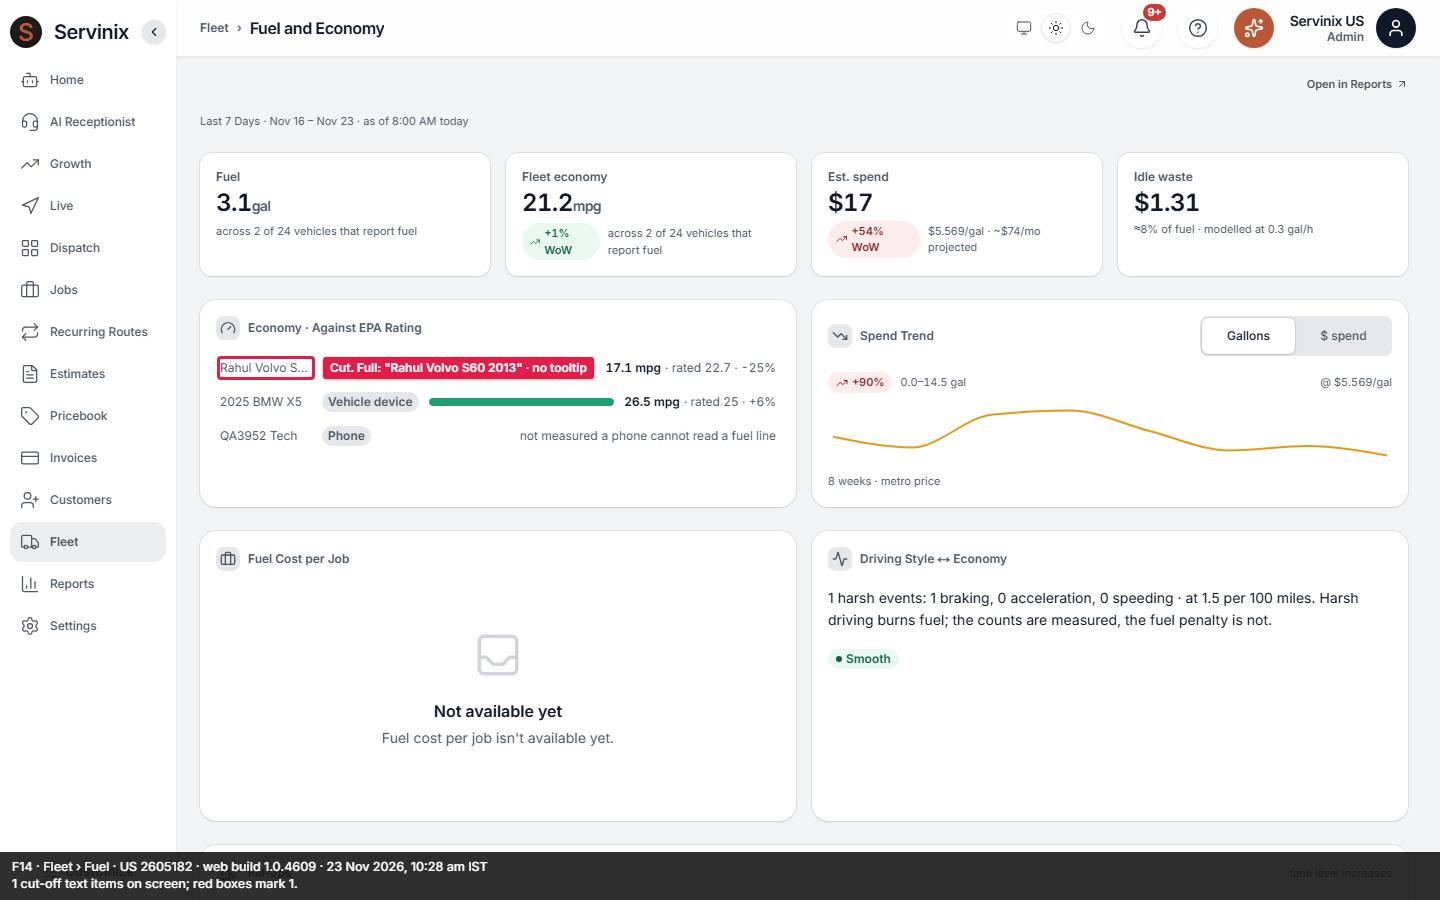 S Servinix
Home
AI Receptionist
Growth
Live
Dispatch
Jobs
Recurring Routes
Estimates
Pricebook
Invoices
Customers
Fleet
Reports
Settings
Fleet › Fuel and Economy
9+
Servinix US
Admin
Open in Reports
Last 7 Days · Nov 16 – Nov 23 · as of 8:00 AM today
Fuel
3.1gal
across 2 of 24 vehicles that report fuel
Fleet economy
21.2mpg
+1% WoW
across 2 of 24 vehicles that
report fuel
Est. spend
$17
+54% WoW
$5.569/gal · ~$74/mo
projected
Idle waste
$1.31
≈8% of fuel · modelled at 0.3 gal/h
Economy · Against EPA Rating
Rahul Volvo S... Cut. Full: "Rahul Volvo S60 2013" · no tooltip 17.1 mpg · rated 22.7 · -25%
2025 BMW X5 Vehicle device 26.5 mpg · rated 25 · +6%
QA3952 Tech Phone not measured a phone cannot read a fuel line
Spend Trend
Gallons $ spend
+90% 0.0–14.5 gal @ $5.569/gal
8 weeks · metro price
Fuel Cost per Job
Not available yet
Fuel cost per job isn't available yet.
Driving Style ↔ Economy
1 harsh events: 1 braking, 0 acceleration, 0 speeding · at 1.5 per 100 miles. Harsh
driving burns fuel; the counts are measured, the fuel penalty is not.
Smooth
tank level increases
F14 · Fleet › Fuel · US 2605182 · web build 1.0.4609 · 23 Nov 2026, 10:28 am IST
1 cut-off text items on screen; red boxes mark 1.